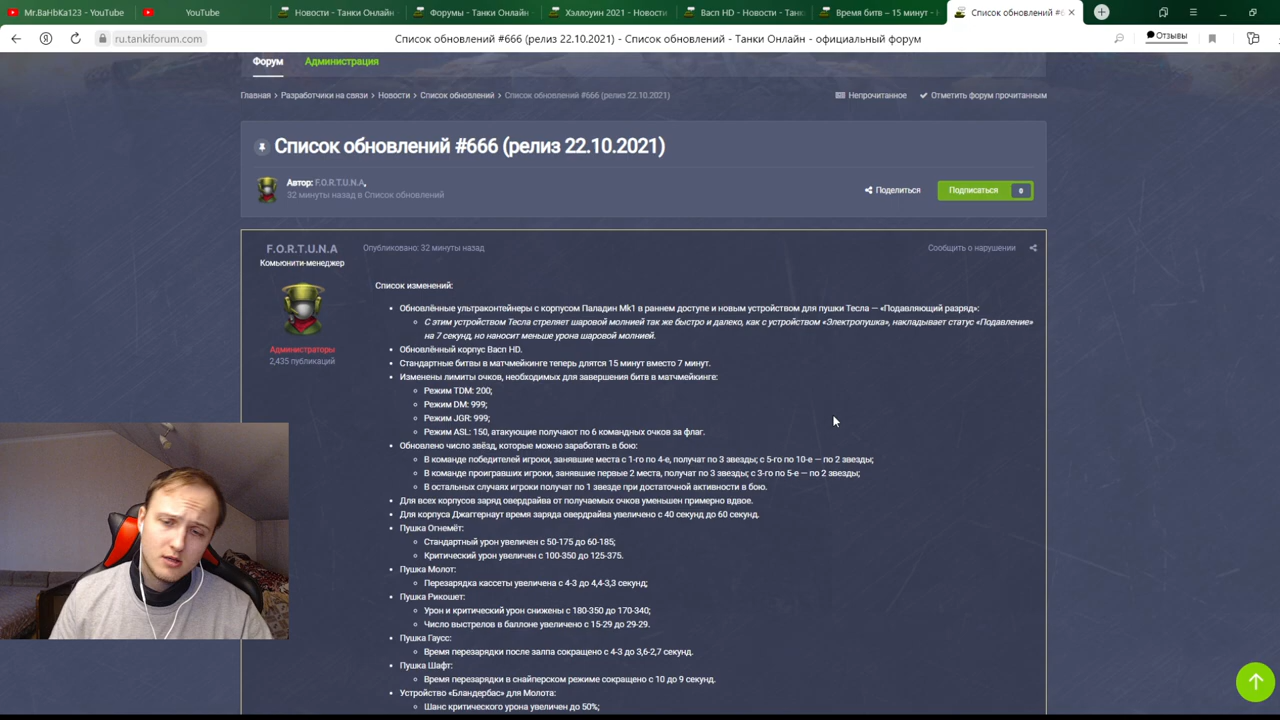 Mr.BaHbKa123 - YouTube
YouTube
Новости - Танки Онлайн
Форумы - Танки Онлайн
Хэллоуин 2021 - Новости
Васп HD - Новости - Танк
Время битв – 15 минут -
Список обновлений #6
ru.tankiforum.com
Список обновлений #666 (релиз 22.10.2021) - Список обновлений - Танки Онлайн - официальный форум
Отзывы
Форум
Администрация
Главная > Разработчики на связи > Новости > Список обновлений > Список обновлений #666 (релиз 22.10.2021)
Непрочитанное
Отметить форум прочитанным
Список обновлений #666 (релиз 22.10.2021)
Автор: F.O.R.T.U.N.A,
32 минуты назад в Список обновлений
Поделиться
Подписаться 0
F.O.R.T.U.N.A
Комьюнити-менеджер
Администраторы
2,435 публикаций
Опубликовано: 32 минуты назад
Сообщить о нарушении
Список изменений:
Обновлённые ультраконтейнеры с корпусом Паладин Mk1 в раннем доступе и новым устройством для пушки Тесла — «Подавляющий разряд»:
С этим устройством Тесла стреляет шаровой молнией так же быстро и далеко, как с устройством «Электропушка», накладывает статус «Подавление»
на 7 секунд, но наносит меньше урона шаровой молнией.
Обновлённый корпус Васп HD.
Стандартные битвы в матчмейкинге теперь длятся 15 минут вместо 7 минут.
Изменены лимиты очков, необходимых для завершения битв в матчмейкинге:
Режим TDM: 200;
Режим DM: 999;
Режим JGR: 999;
Режим ASL: 150, атакующие получают по 6 командных очков за флаг.
Обновлено число звёзд, которые можно заработать в бою:
В команде победителей игроки, занявшие места с 1-го по 4-е, получат по 3 звезды; с 5-го по 10-е — по 2 звезды;
В команде проигравших игроки, занявшие первые 2 места, получат по 3 звезды; с 3-го по 5-е — по 2 звезды;
В остальных случаях игроки получат по 1 звезде при достаточной активности в бою.
Для всех корпусов заряд овердрайва от получаемых очков уменьшен примерно вдвое.
Для корпуса Джаггернаут время заряда овердрайва увеличено с 40 секунд до 60 секунд.
Пушка Огнемёт:
Стандартный урон увеличен с 50-175 до 60-185;
Критический урон увеличен с 100-350 до 125-375.
Пушка Молот:
Перезарядка кассеты увеличена с 4-3 до 4,4-3,3 секунд;
Пушка Рикошет:
Урон и критический урон снижены с 180-350 до 170-340;
Число выстрелов в баллоне увеличено с 15-29 до 29-29.
Пушка Гаусс:
Время перезарядки после залпа сокращено с 4-3 до 3,6-2,7 секунд.
Пушка Шафт:
Время перезарядки в снайперском режиме сокращено с 10 до 9 секунд.
Устройство «Бландербас» для Молота:
Шанс критического урона увеличен до 50%;